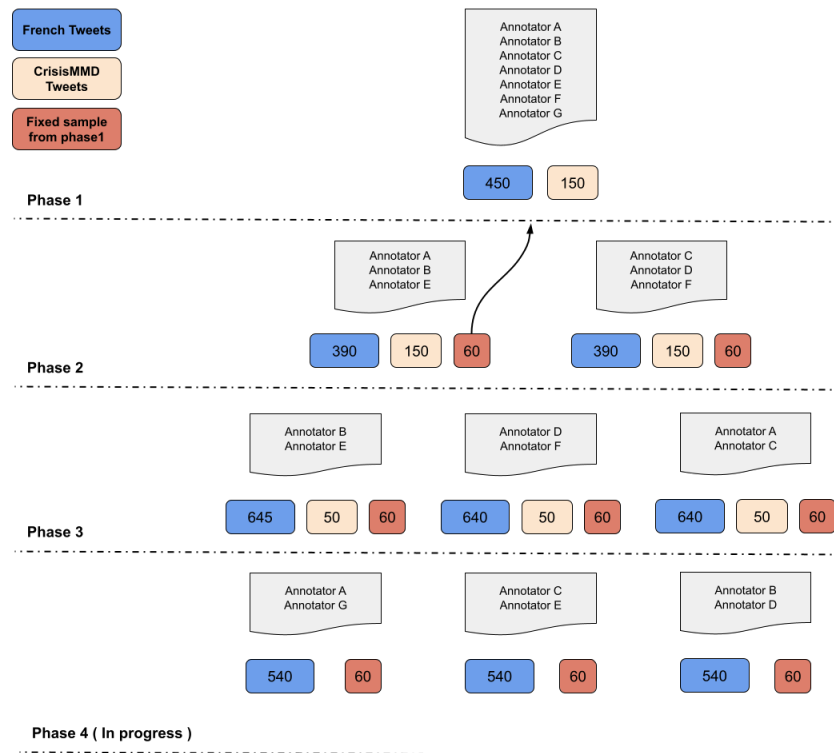 French Tweets
CrisisMMD
Tweets
Fixed sample
from phase1
Annotator A
Annotator B
Annotator C
Annotator D
Annotator E
Annotator F
Annotator G
450
150
Phase 1
Annotator A
Annotator B
Annotator E
Annotator C
Annotator D
Annotator F
390
150
60
390
150
60
Phase 2
Annotator B
Annotator E
Annotator D
Annotator F
Annotator A
Annotator C
645
50
60
640
50
60
640
50
60
Phase 3
Annotator A
Annotator G
Annotator C
Annotator E
Annotator B
Annotator D
540
60
540
60
540
60
Phase 4 ( In progress )